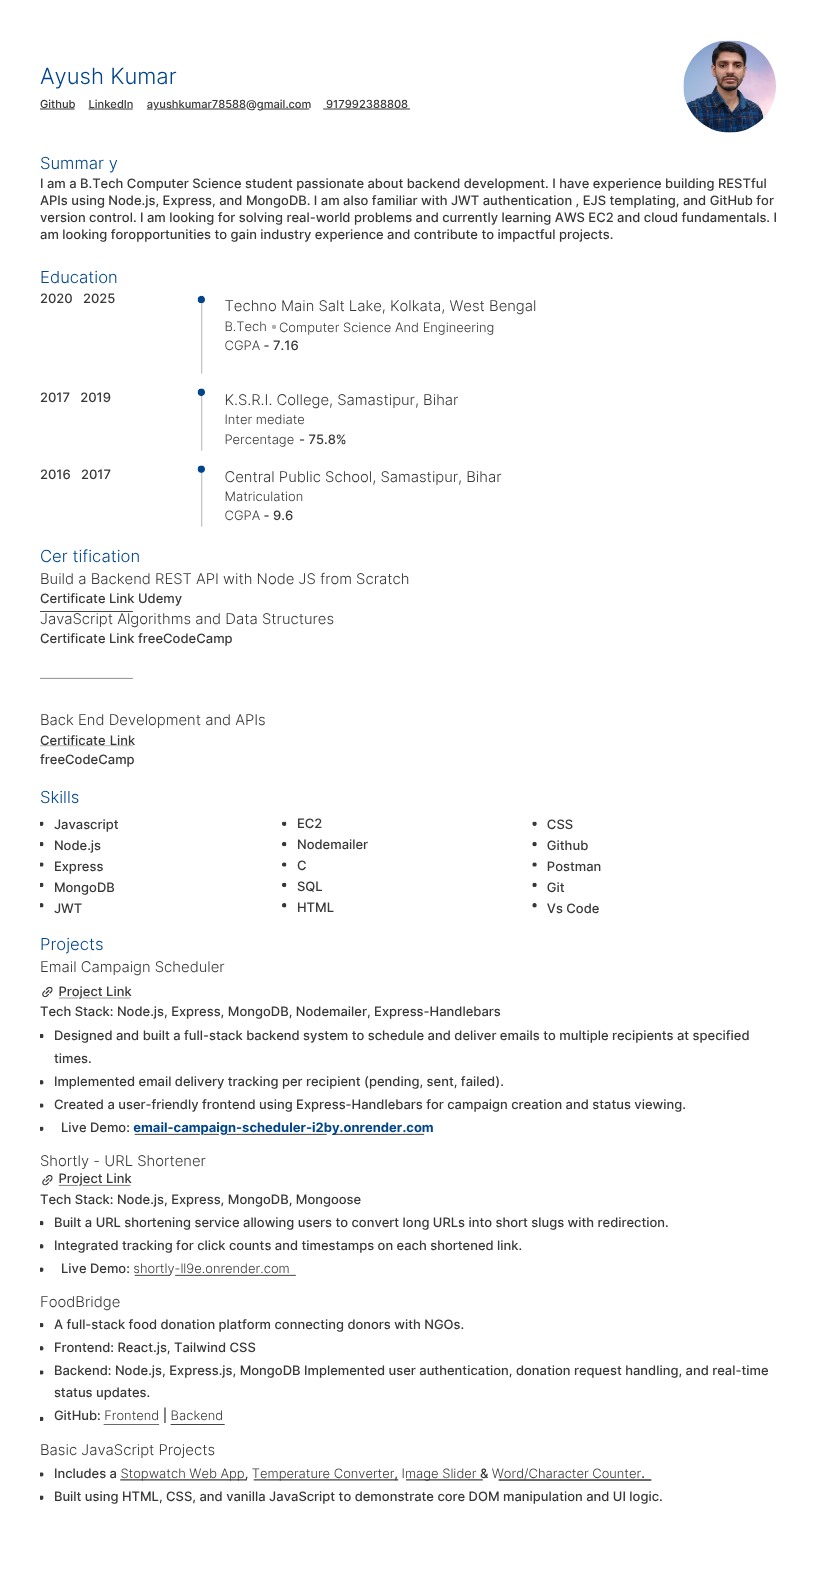 Ayush Kumar
Github LinkedIn ayushkumar78588@gmail.com 917992388808
Summar y
I am a B.Tech Computer Science student passionate about backend development. I have experience building RESTful
APIs using Node.js, Express, and MongoDB. I am also familiar with JWT authentication , EJS templating, and GitHub for
version control. I am looking for solving real-world problems and currently learning AWS EC2 and cloud fundamentals. I
am looking foropportunities to gain industry experience and contribute to impactful projects.
Education
2020 2025
Techno Main Salt Lake, Kolkata, West Bengal
B.Tech • Computer Science And Engineering
CGPA - 7.16
2017 2019
K.S.R.I. College, Samastipur, Bihar
Inter mediate
Percentage - 75.8%
2016 2017
Central Public School, Samastipur, Bihar
Matriculation
CGPA - 9.6
Cer tification
Build a Backend REST API with Node JS from Scratch
Certificate Link Udemy
JavaScript Algorithms and Data Structures
Certificate Link freeCodeCamp
Back End Development and APIs
Certificate Link
freeCodeCamp
Skills
• Javascript
• Node.js
• Express
• MongoDB
• JWT
• EC2
• Nodemailer
• C
• SQL
• HTML
• CSS
• Github
• Postman
• Git
• Vs Code
Projects
Email Campaign Scheduler
Project Link
Tech Stack: Node.js, Express, MongoDB, Nodemailer, Express-Handlebars
• Designed and built a full-stack backend system to schedule and deliver emails to multiple recipients at specified
times.
• Implemented email delivery tracking per recipient (pending, sent, failed).
• Created a user-friendly frontend using Express-Handlebars for campaign creation and status viewing.
• Live Demo: email-campaign-scheduler-i2by.onrender.com
Shortly - URL Shortener
Project Link
Tech Stack: Node.js, Express, MongoDB, Mongoose
• Built a URL shortening service allowing users to convert long URLs into short slugs with redirection.
• Integrated tracking for click counts and timestamps on each shortened link.
• Live Demo: shortly-ll9e.onrender.com
FoodBridge
• A full-stack food donation platform connecting donors with NGOs.
• Frontend: React.js, Tailwind CSS
• Backend: Node.js, Express.js, MongoDB Implemented user authentication, donation request handling, and real-time
status updates.
• GitHub: Frontend | Backend
Basic JavaScript Projects
• Includes a Stopwatch Web App, Temperature Converter, Image Slider & Word/Character Counter.
• Built using HTML, CSS, and vanilla JavaScript to demonstrate core DOM manipulation and UI logic.